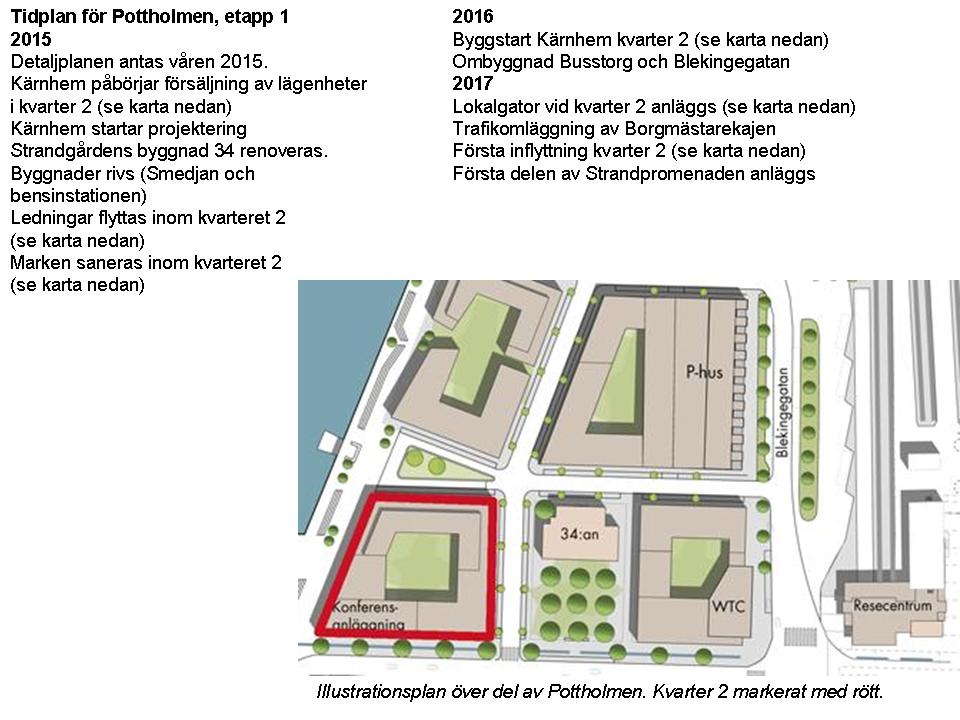 Tidplan för Pottholmen, etapp 1
2015
Detaljplanen antas våren 2015.
Kärnhem påbörjar försäljning av lägenheter
i kvarter 2 (se karta nedan)
Kärnhem startar projektering
Strandgårdens byggnad 34 renoveras.
Byggnader rivs (Smedjan och
bensinstationen)
Ledningar flyttas inom kvarteret 2
(se karta nedan)
Marken saneras inom kvarteret 2
(se karta nedan)
2016
Byggstart Kärnhem kvarter 2 (se karta nedan)
Ombyggnad Busstorg och Blekingegatan
2017
Lokalgator vid kvarter 2 anläggs (se karta nedan)
Trafikomläggning av Borgmästarekajen
Första inflyttning kvarter 2 (se karta nedan)
Första delen av Strandpromenaden anläggs
P-hus
Blekingegatan
34:an
Konferens-
anläggning
WTC
Resecentrum
Illustrationsplan över del av Pottholmen. Kvarter 2 markerat med rött.